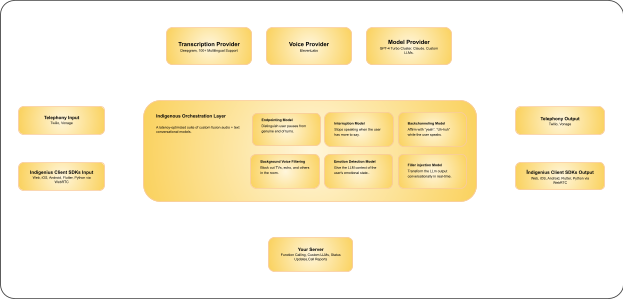 Transcription Provider
Deepgram, 100+ Multilingual Support
Voice Provider
ElevenLabs
Model Provider
GPT-4 Turbo Cluster, Claude, Custom
LLMs.
Telephony Input
Twilio, Vonage
Indigenius Client SDKs Input
Web, iOS, Android, Flutter, Python via
WebRTC
Indigenous Orchestration Layer
A latency-optimized suite of custom fusion audio + text
conversational models
Endpointing Model
Distinguish user pauses from
genuine end of turns.
Interruption Model
Stops speaking when the user
has more to say.
Backchanneling Model
Affirm with "yeah" "Uh-huh"
while the user speaks.
Background Voice Filtering
Block out TVs, echo, and others
in the room.
Emotion Detection Model
Give the LLM context of the
user's emotional state.
Filler Injection Model
Transform the LLM output
conversationally in real-time.
Telephony Output
Twilio, Vonage
Indigenius Client SDKs Output
Web, iOS, Android, Flutter, Python via
WebRTC
Your Server
Function Calling, Custom LLMs, Status
Updates, Call Reports